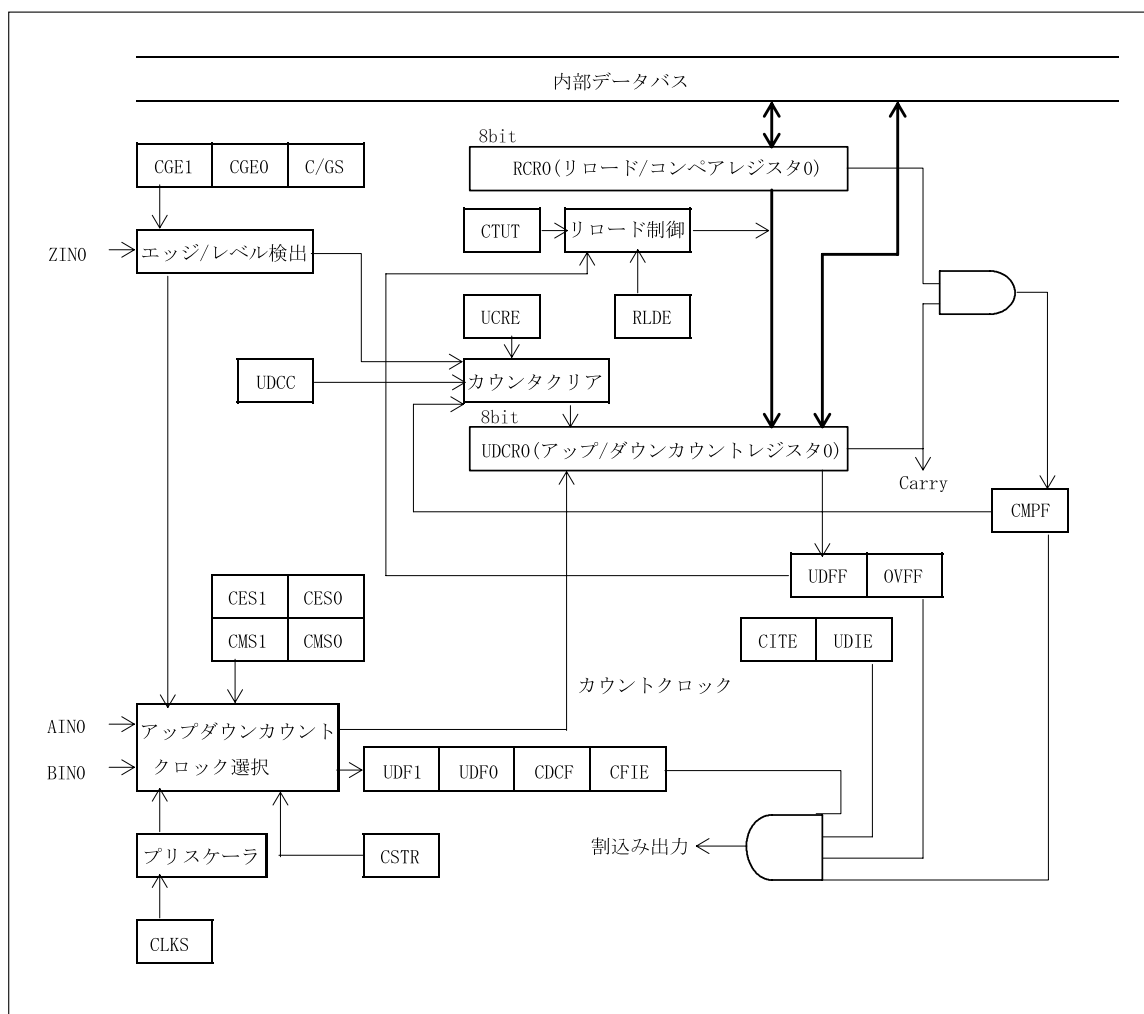 内部データバス
8bit
CGE1 CGE0 C/GS
RCR0(リロード/コンペアレジスタ0)
CTUT
リロード制御
ZIN0
エッジ/レベル検出
UCRE
RLDE
UDCC
カウンタクリア
8bit
UDCR0(アップ/ダウンカウントレジスタ0)
Carry
CMPF
UDFF OVFF
CES1 CES0
CMS1 CMS0
CITE UDIE
カウントクロック
AIN0
アップダウンカウント
BIN0
クロック選択
UDF1 UDF0 CDCF CFIE
プリスケーラ
CSTR
割込み出力
CLKS